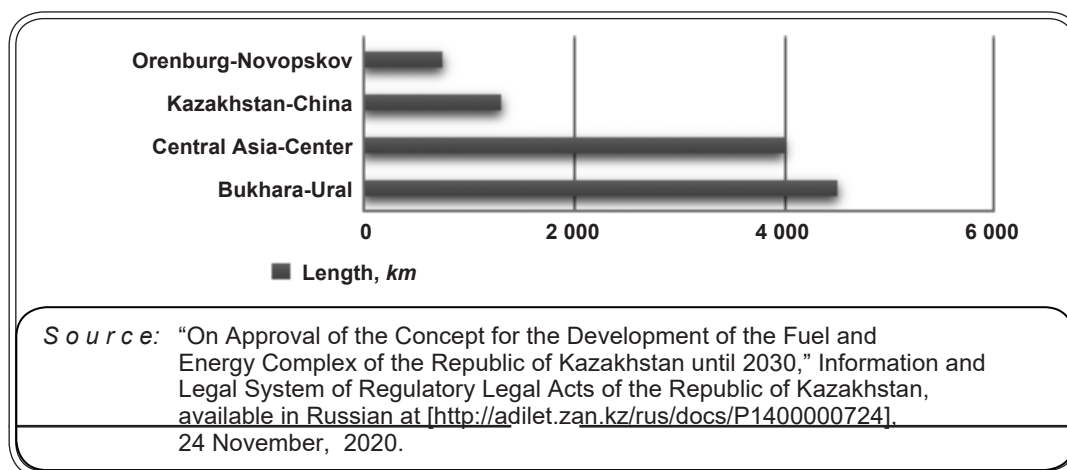 Orenburg-Novopskov
Kazakhstan-China
Central Asia-Center
Bukhara-Ural
0 2 000 4 000 6 000
Length, km
Source: “On Approval of the Concept for the Development of the Fuel and
Energy Complex of the Republic of Kazakhstan until 2030,” Information and
Legal System of Regulatory Legal Acts of the Republic of Kazakhstan,
available in Russian at [http://adilet.zan.kz/rus/docs/P1400000724],
24 November, 2020.